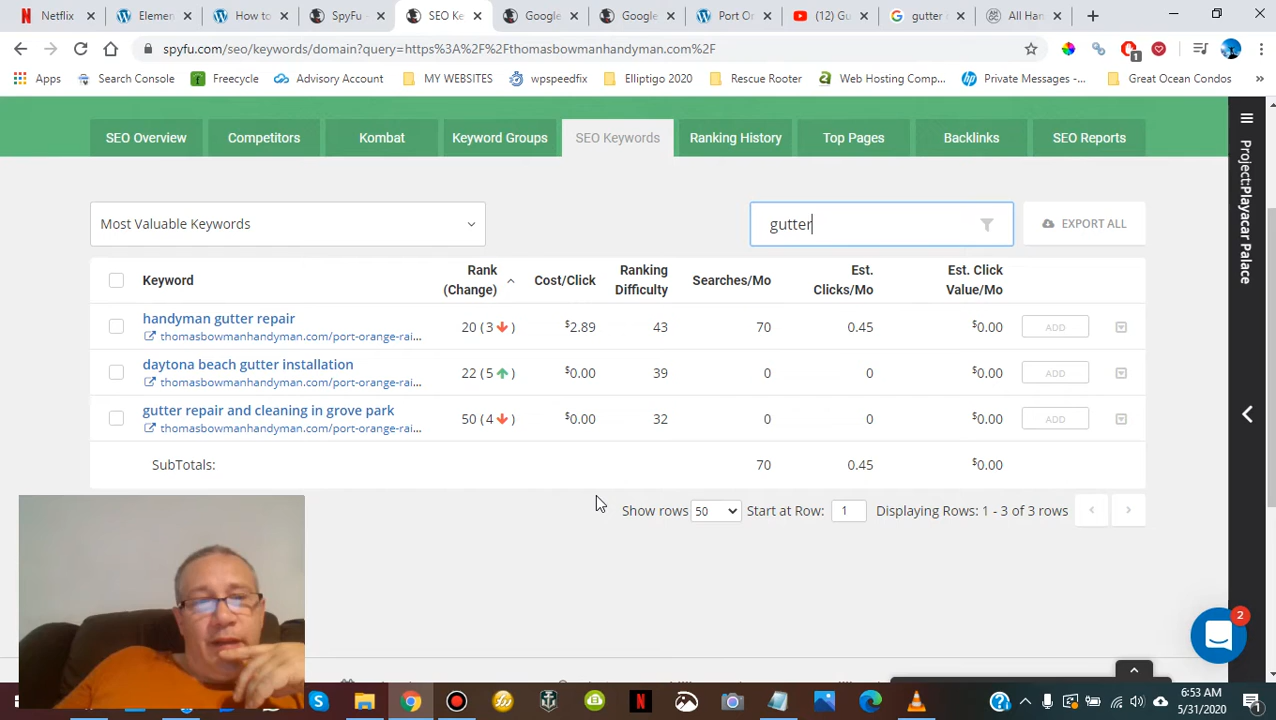 Netflix
Elemen
How to
SpyFu -
SEO Ke
Google
Google
Port Or
(12) Gu
gutter c
All Han
spyfu.com/seo/keywords/domain?query=https%3A%2F%2Fthomasbowmanhandyman.com%2F
1
Apps
Search Console
Freecycle
Advisory Account
MY WEBSITES
wpspeedfix
Elliptigo 2020
Rescue Rooter
Web Hosting Comp...
Private Messages -...
Great Ocean Condos
»
SEO Overview
Competitors
Kombat
Keyword Groups
SEO Keywords
Ranking History
Top Pages
Backlinks
SEO Reports
Project:Playacar Palace
Most Valuable Keywords
gutter
EXPORT ALL
Keyword
Rank (Change)
Cost/Click
Ranking Difficulty
Searches/Mo
Est. Clicks/Mo
Est. Click Value/Mo
handyman gutter repair
20 (3 ↓)
$2.89
43
70
0.45
$0.00
ADD
thomasbowmanhandyman.com/port-orange-rai...
daytona beach gutter installation
22 (5 ↑)
$0.00
39
0
0
$0.00
ADD
thomasbowmanhandyman.com/port-orange-rai...
gutter repair and cleaning in grove park
50 (4 ↓)
$0.00
32
0
0
$0.00
ADD
thomasbowmanhandyman.com/port-orange-rai...
SubTotals:
70
0.45
$0.00
Show rows
50
Start at Row:
1
Displaying Rows: 1 - 3 of 3 rows
2
6:53 AM
5/31/2020
1